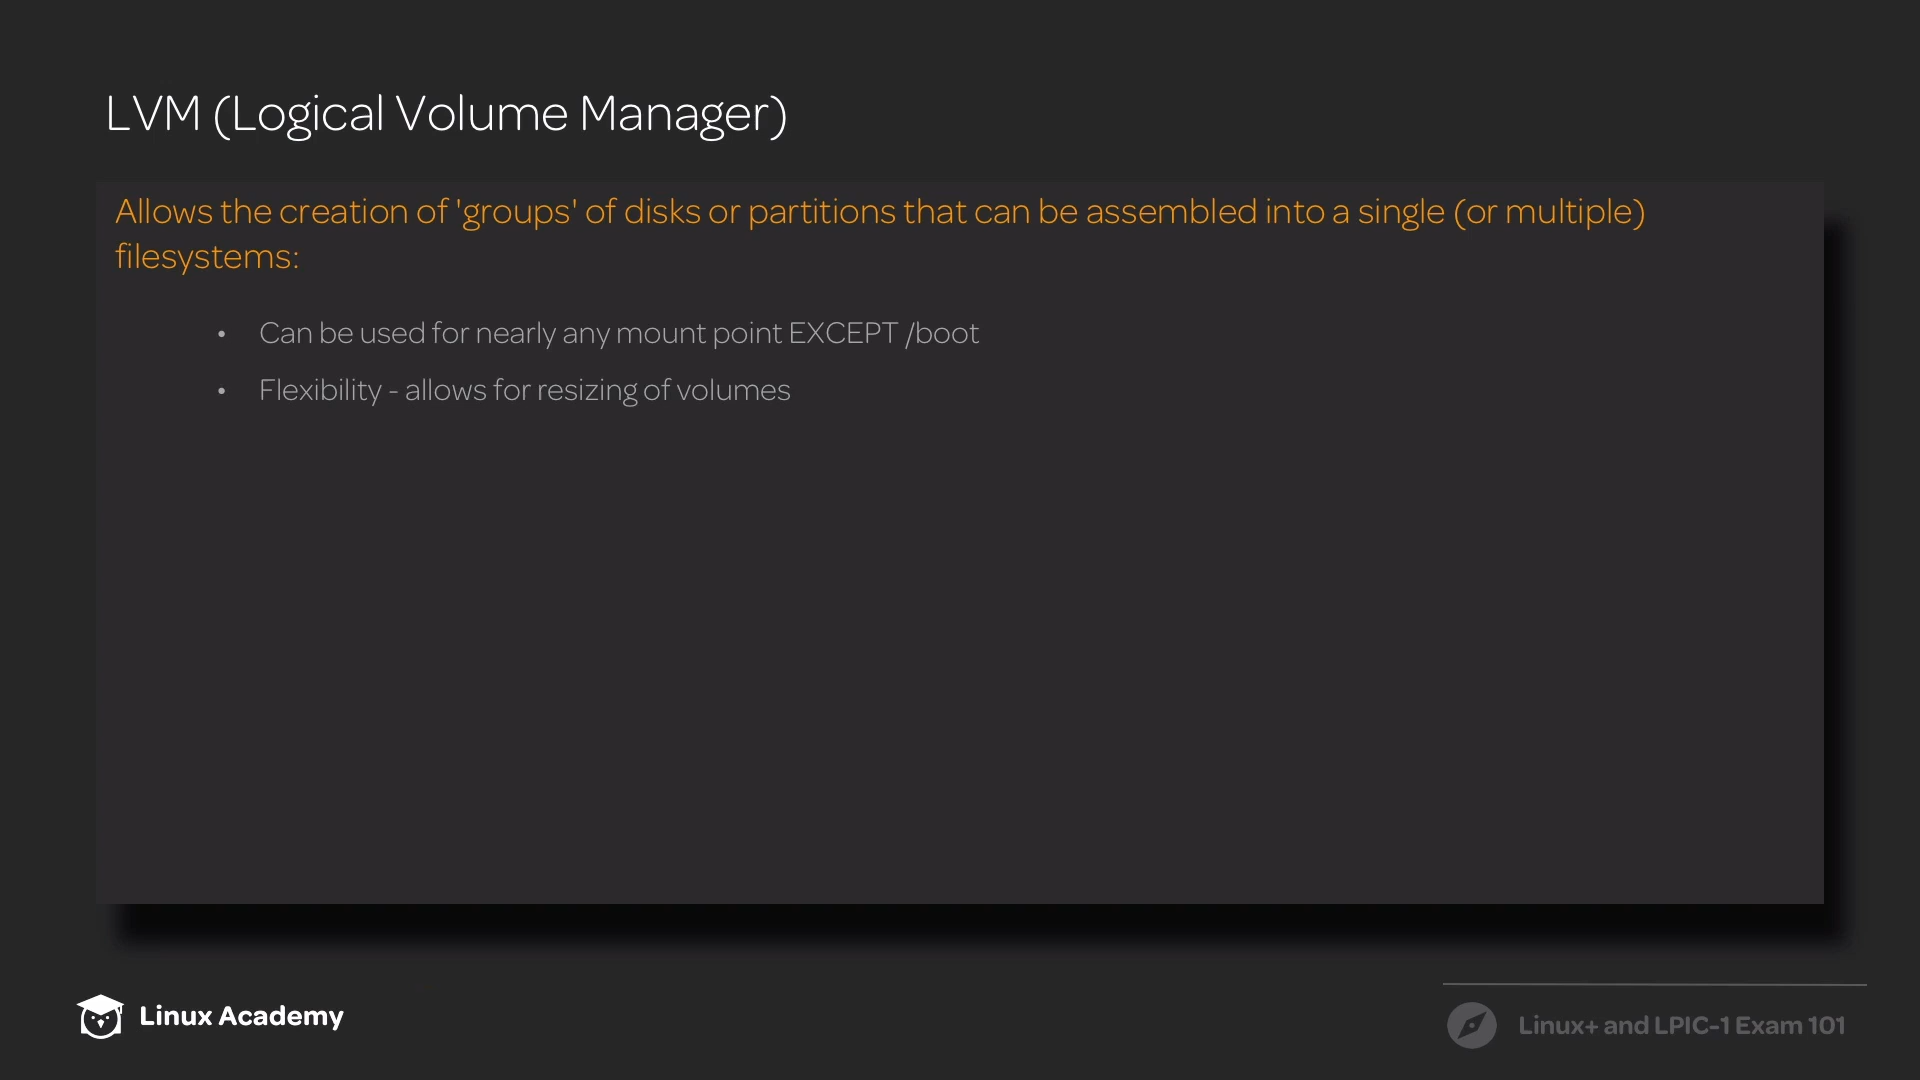 LVM (Logical Volume Manager)
Allows the creation of 'groups' of disks or partitions that can be assembled into a single (or multiple)
filesystems:
• Can be used for nearly any mount point EXCEPT /boot
• Flexibility - allows for resizing of volumes
Linux Academy
Linux+ and LPIC-1 Exam 101